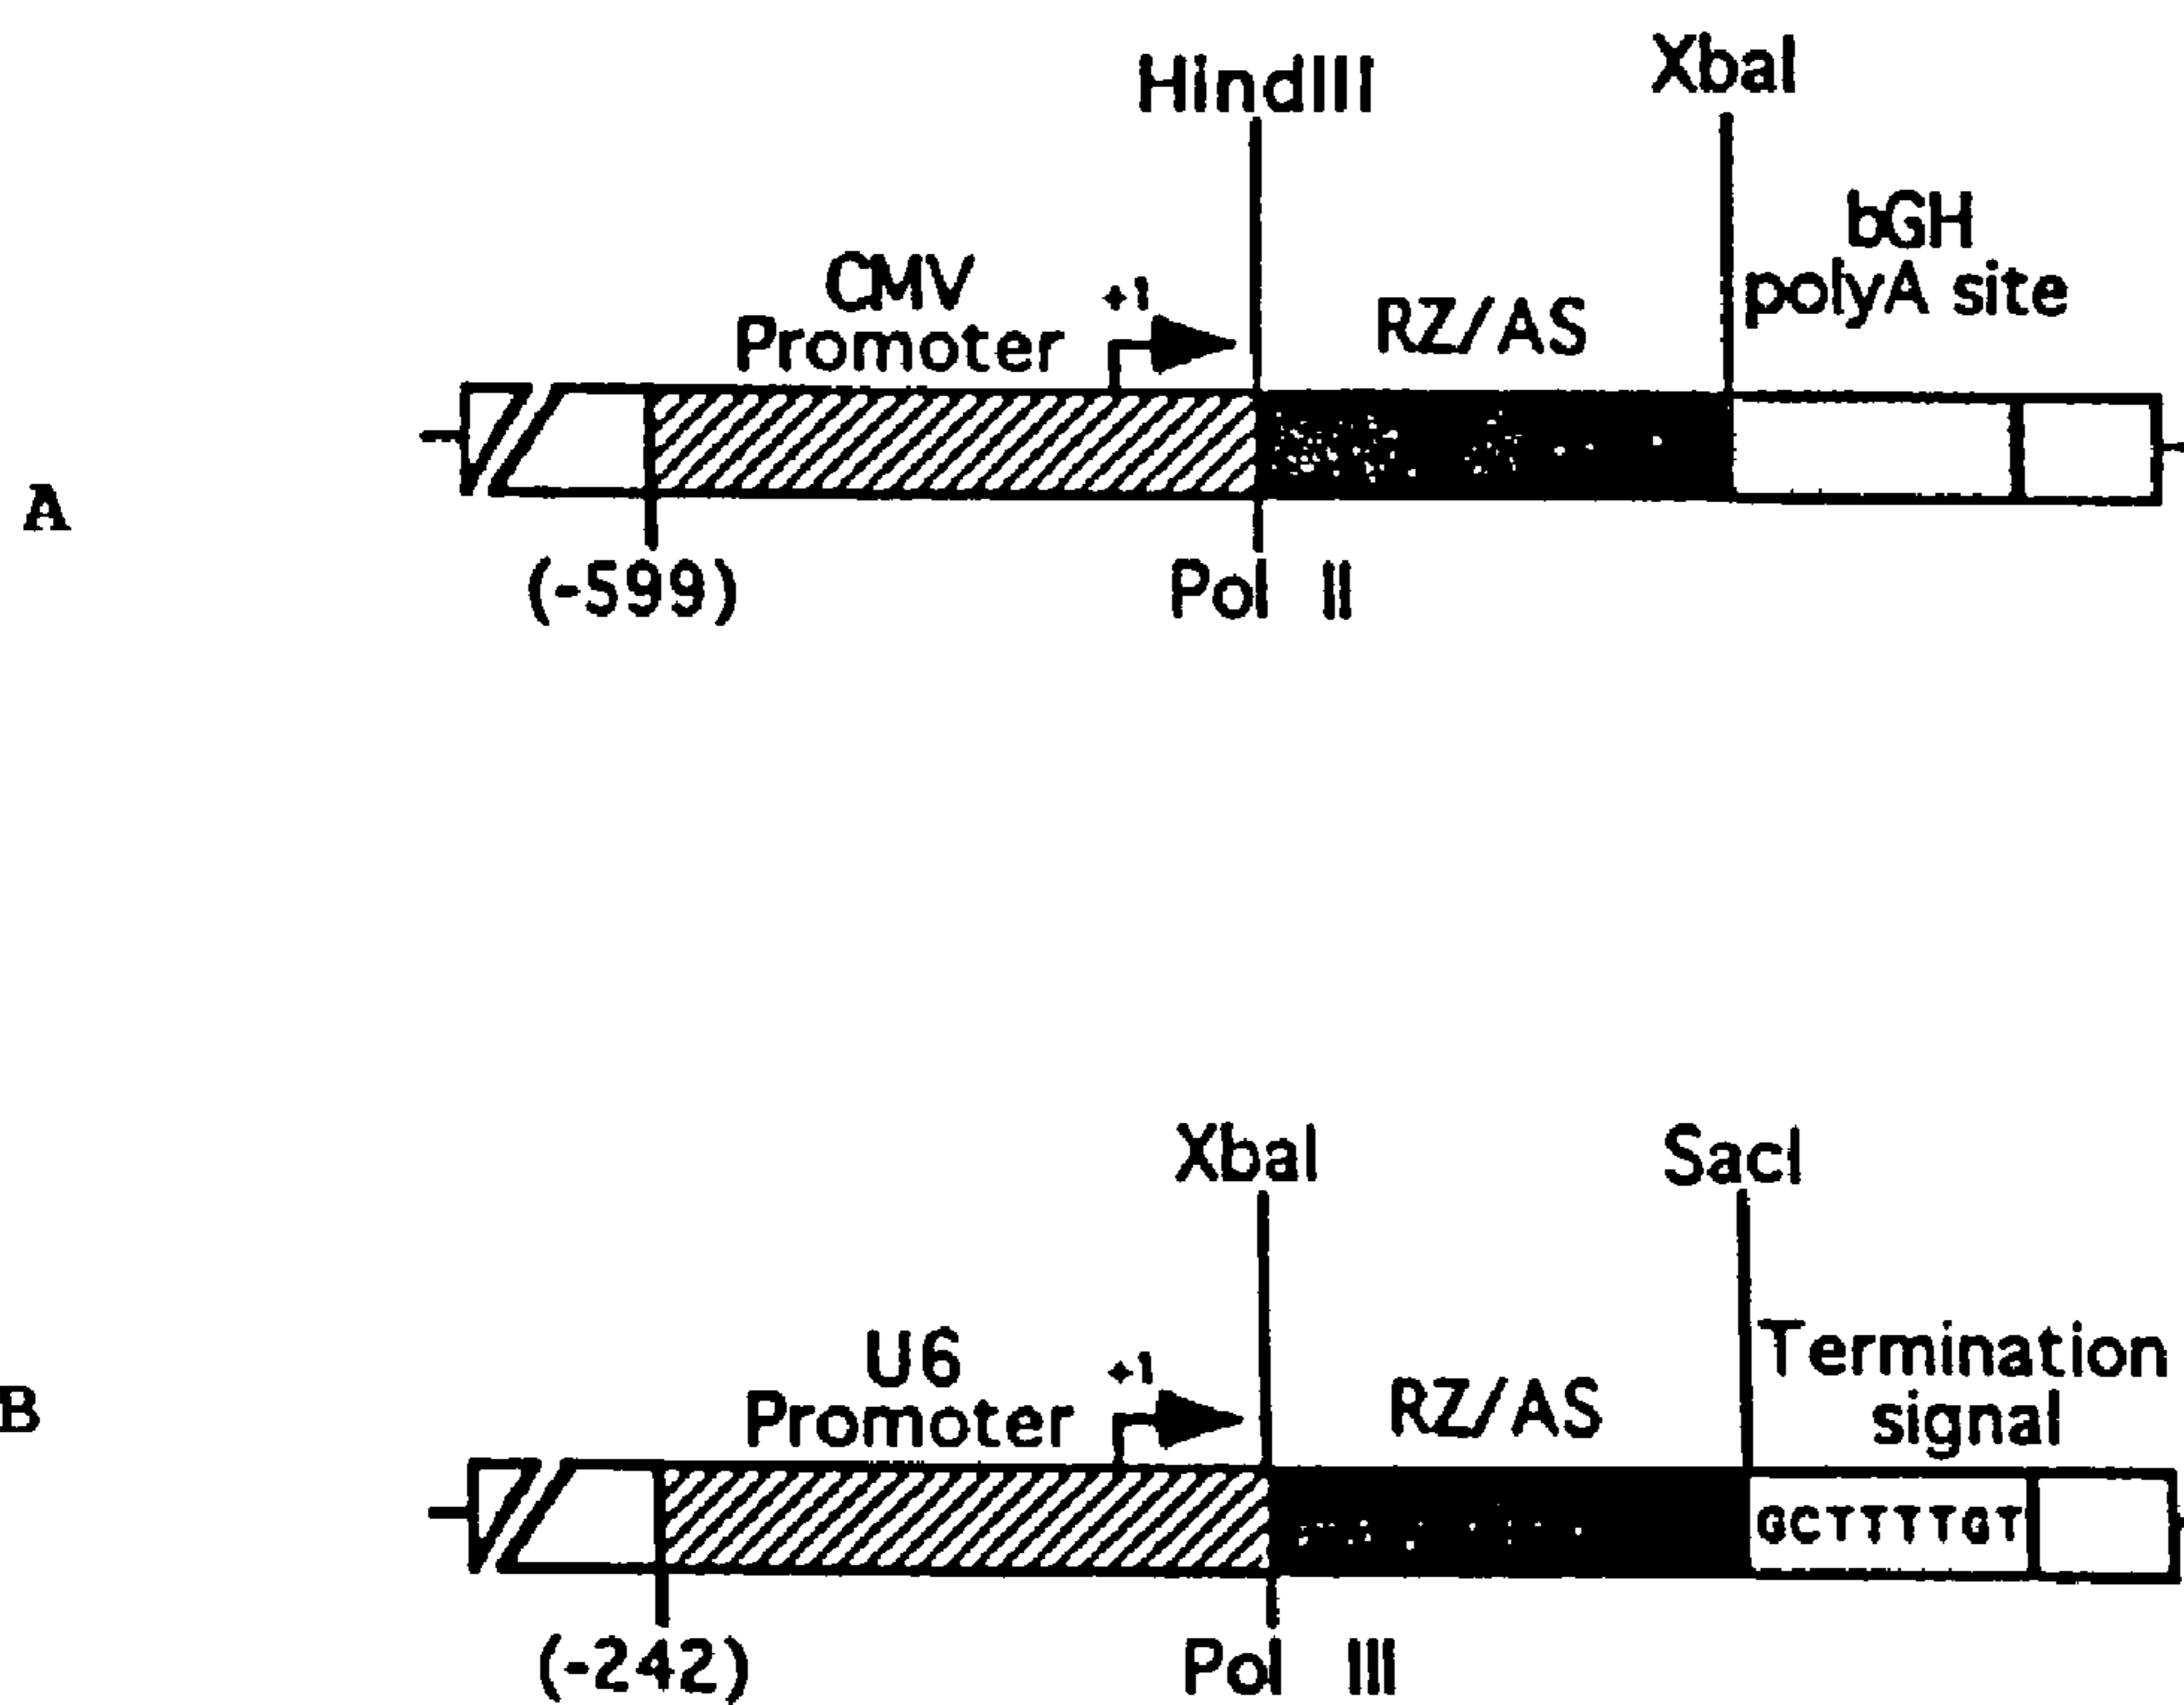 HindIII
XbaI
bGH
polyA site
CMV
Promoter
+1
RZ/AS
A
(-599)
Pol II
XbaI
SacI
Termination
signal
U6
Promoter
+1
RZ/AS
B
GCTTTTGT
(-242)
Pol III